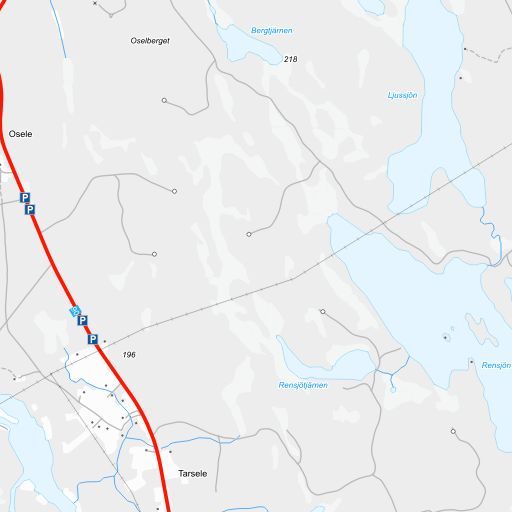 Bergtjärnen
Oselberget
218
Ljussjön
Osele
P
P
P
P
196
Rensjön
Rensjötjärnen
Tarsele